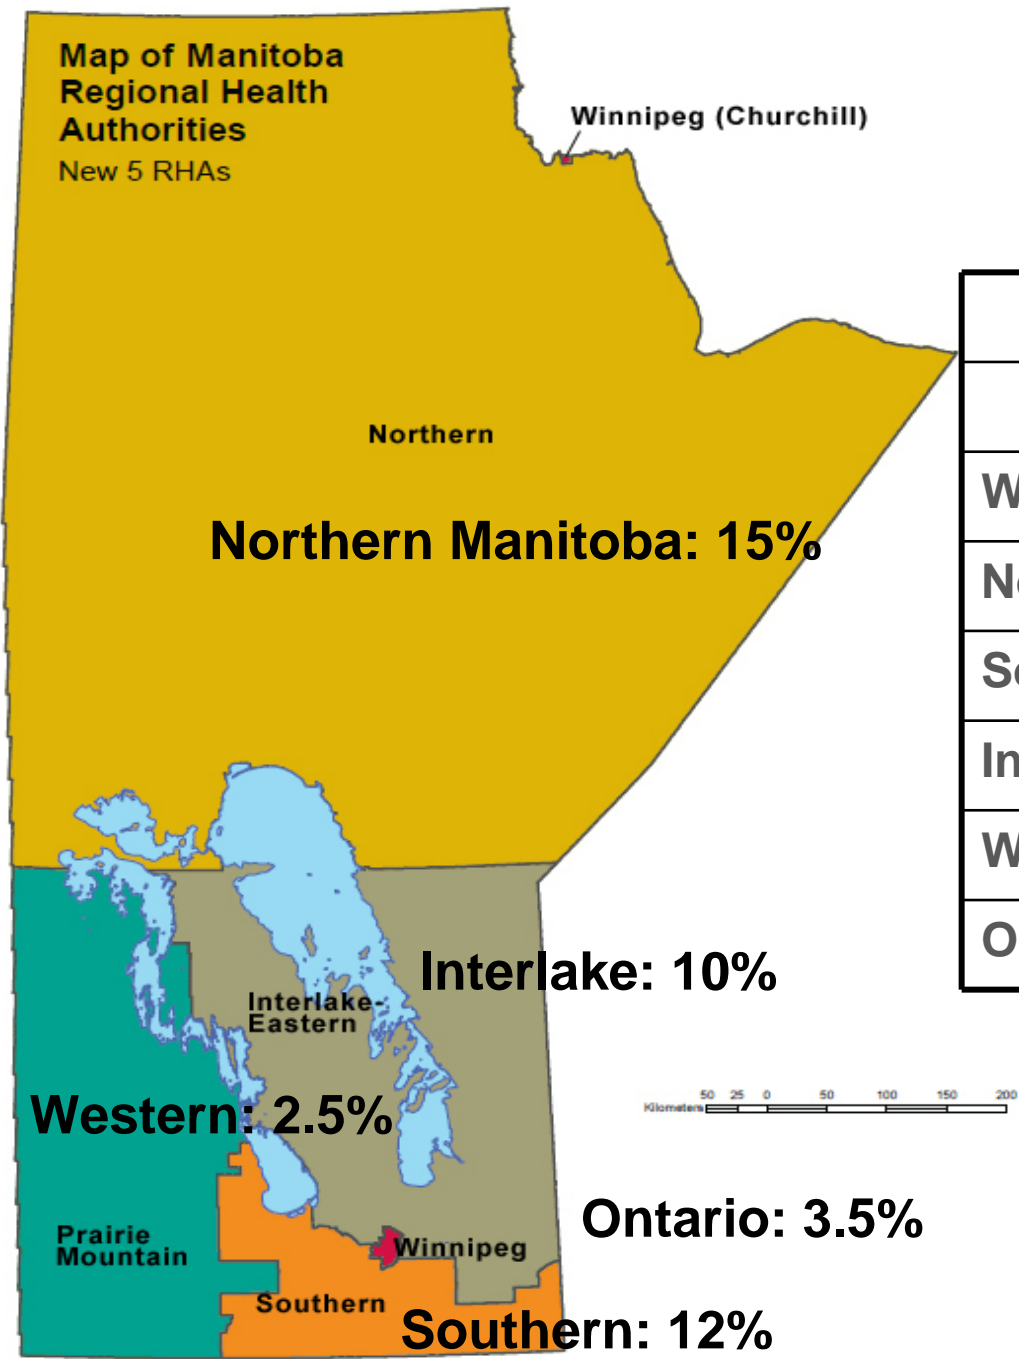 Map of Manitoba
Regional Health
Authorities
New 5 RHAs
Winnipeg (Churchill)
Northern
Northern Manitoba: 15%
Interlake: 10%
Interlake-
Eastern
Western: 2.5%
Kilometers 50 25 0 50 100 150 200
Ontario: 3.5%
Prairie
Mountain
Winnipeg
Southern
Southern: 12%
W
N
S
In
W
O